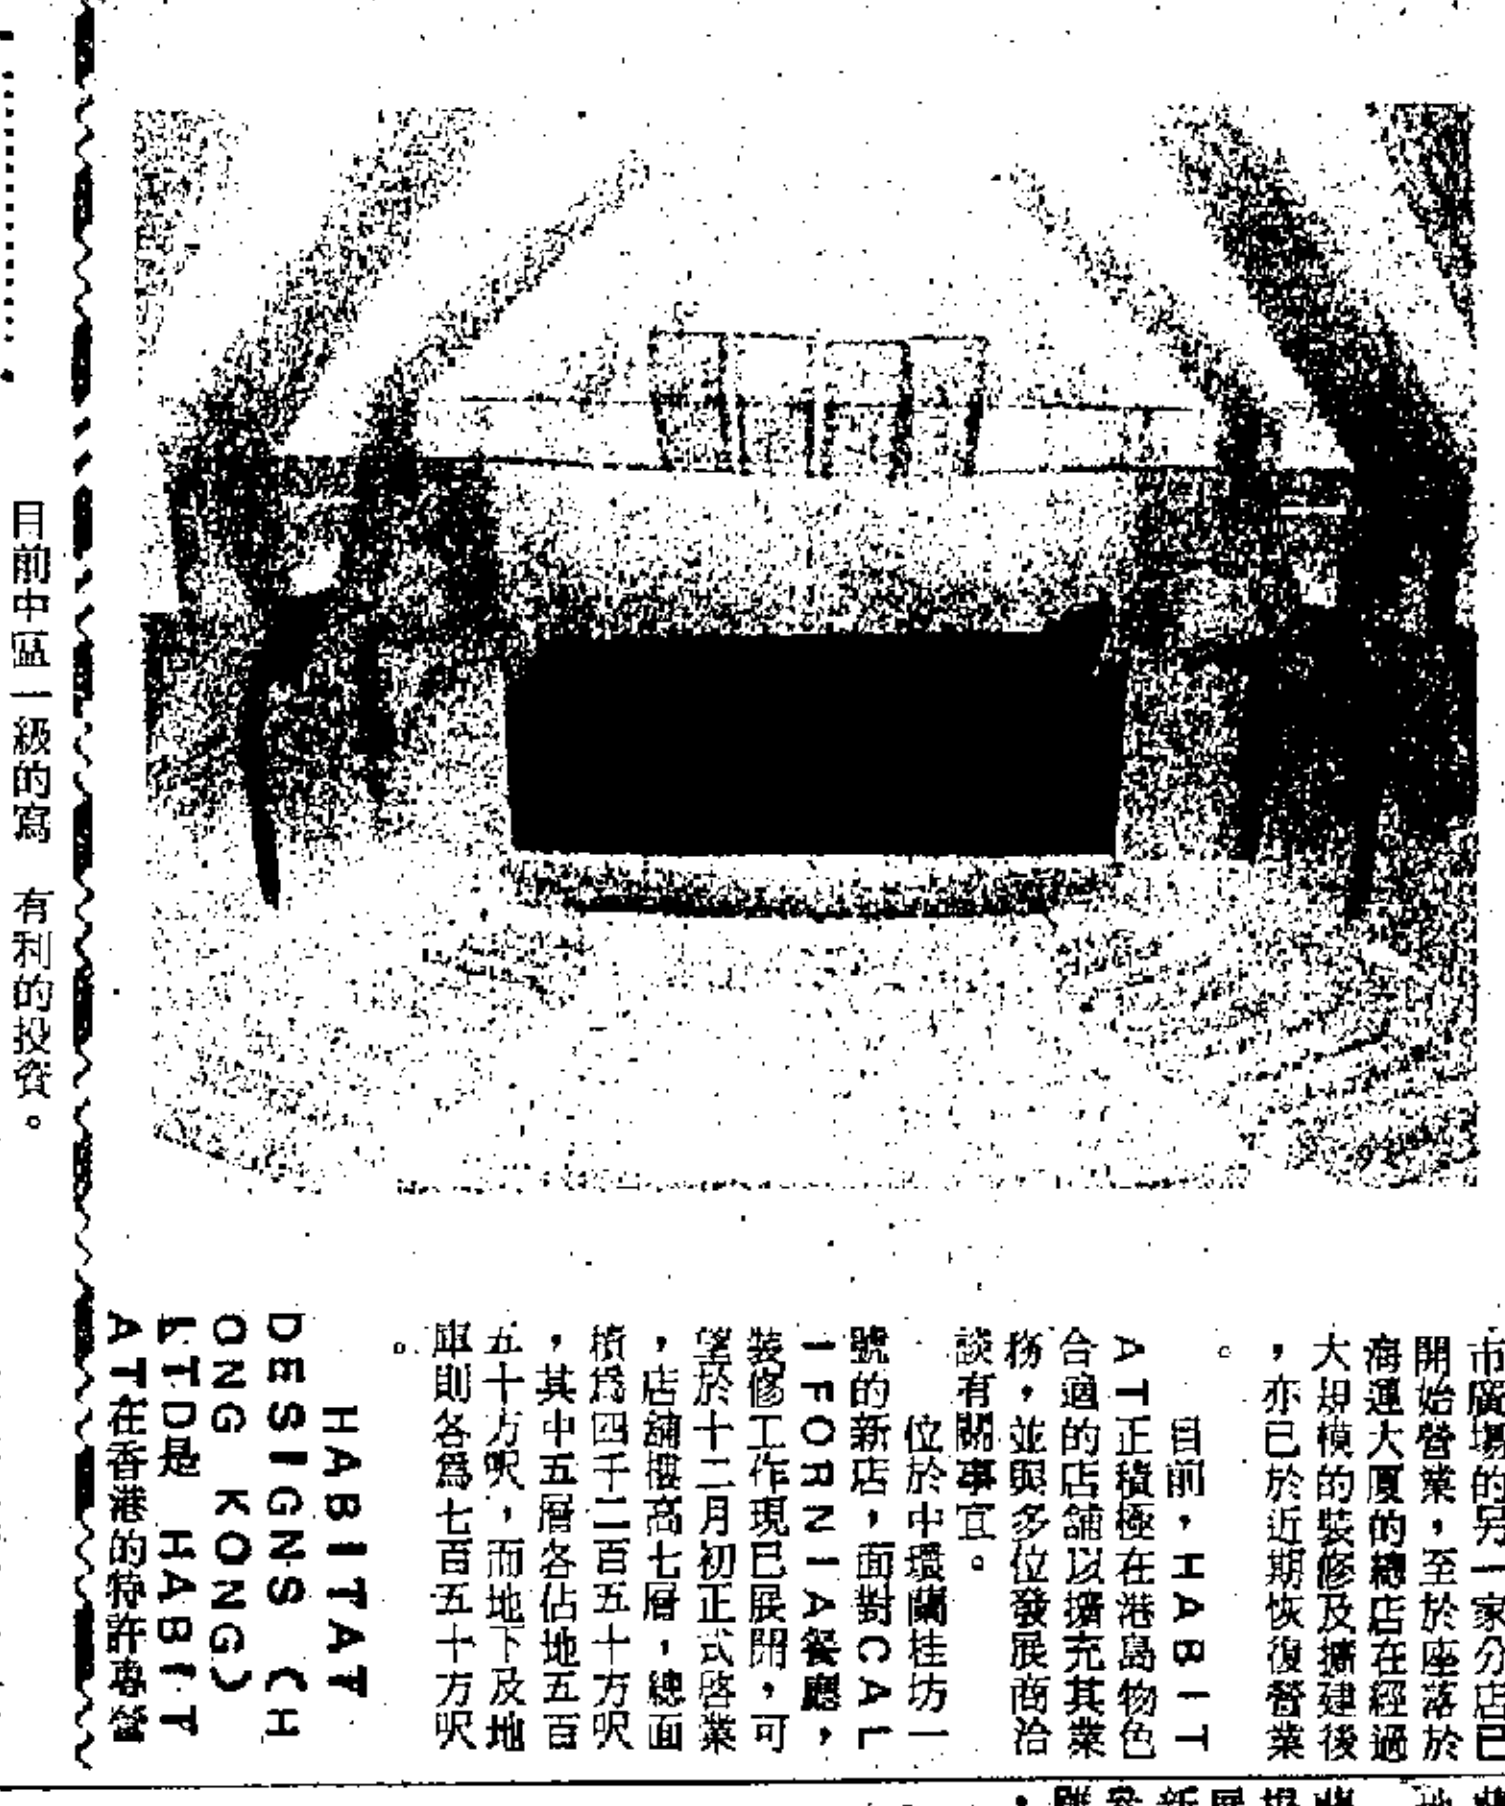 市廣場的另一家分店已
開始營業，至於座落於
海運大厦的總店在經過
大規模的裝修及擴建後
，亦已於近期恢復營業
。
目前，HABIT
AT正積極在港島物色
合適的店舖以擴充其業
務，並與多位發展商洽
談有關事宜。
位於中環蘭桂坊一
號的新店，面對CAL
IFORNIA餐廳，
裝修工作現已展開，可
望於十二月初正式啓業
，店舖樓高七層，總面
積爲四千二百五十方呎
，其中五層各佔地五百
五十方呎，而地下及地
庫則各爲七百五十方呎
。
HABITAT
DESIGNS (H
ONG KONG)
LTD是 HABIT
AT在香港的特許專營
目前中區一級的寫 有利的投資。